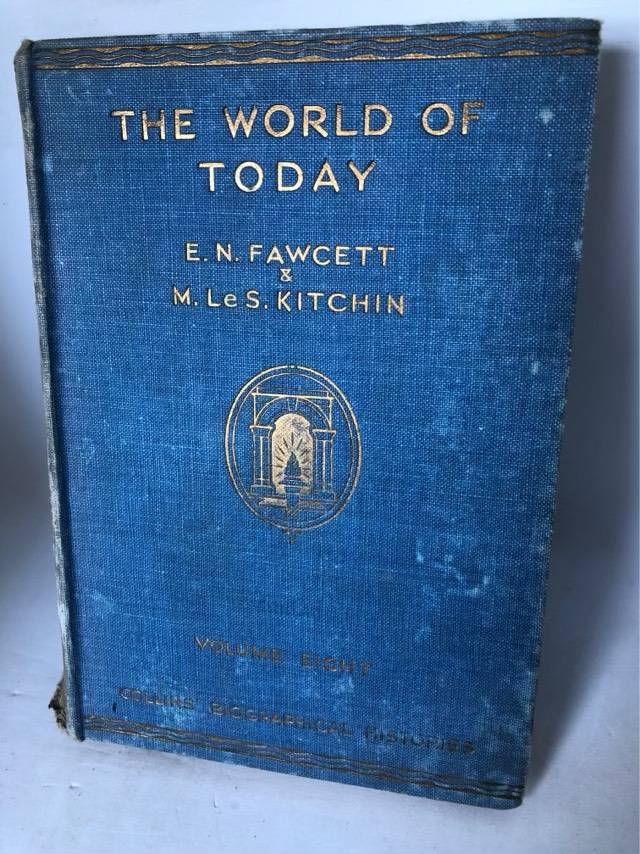 THE WORLD OF
TODAY
E. N. FAWCETT
&
M. Le S. KITCHIN
VOLUME EIGHT
COLLINS' BIOGRAPHICAL HISTORIES